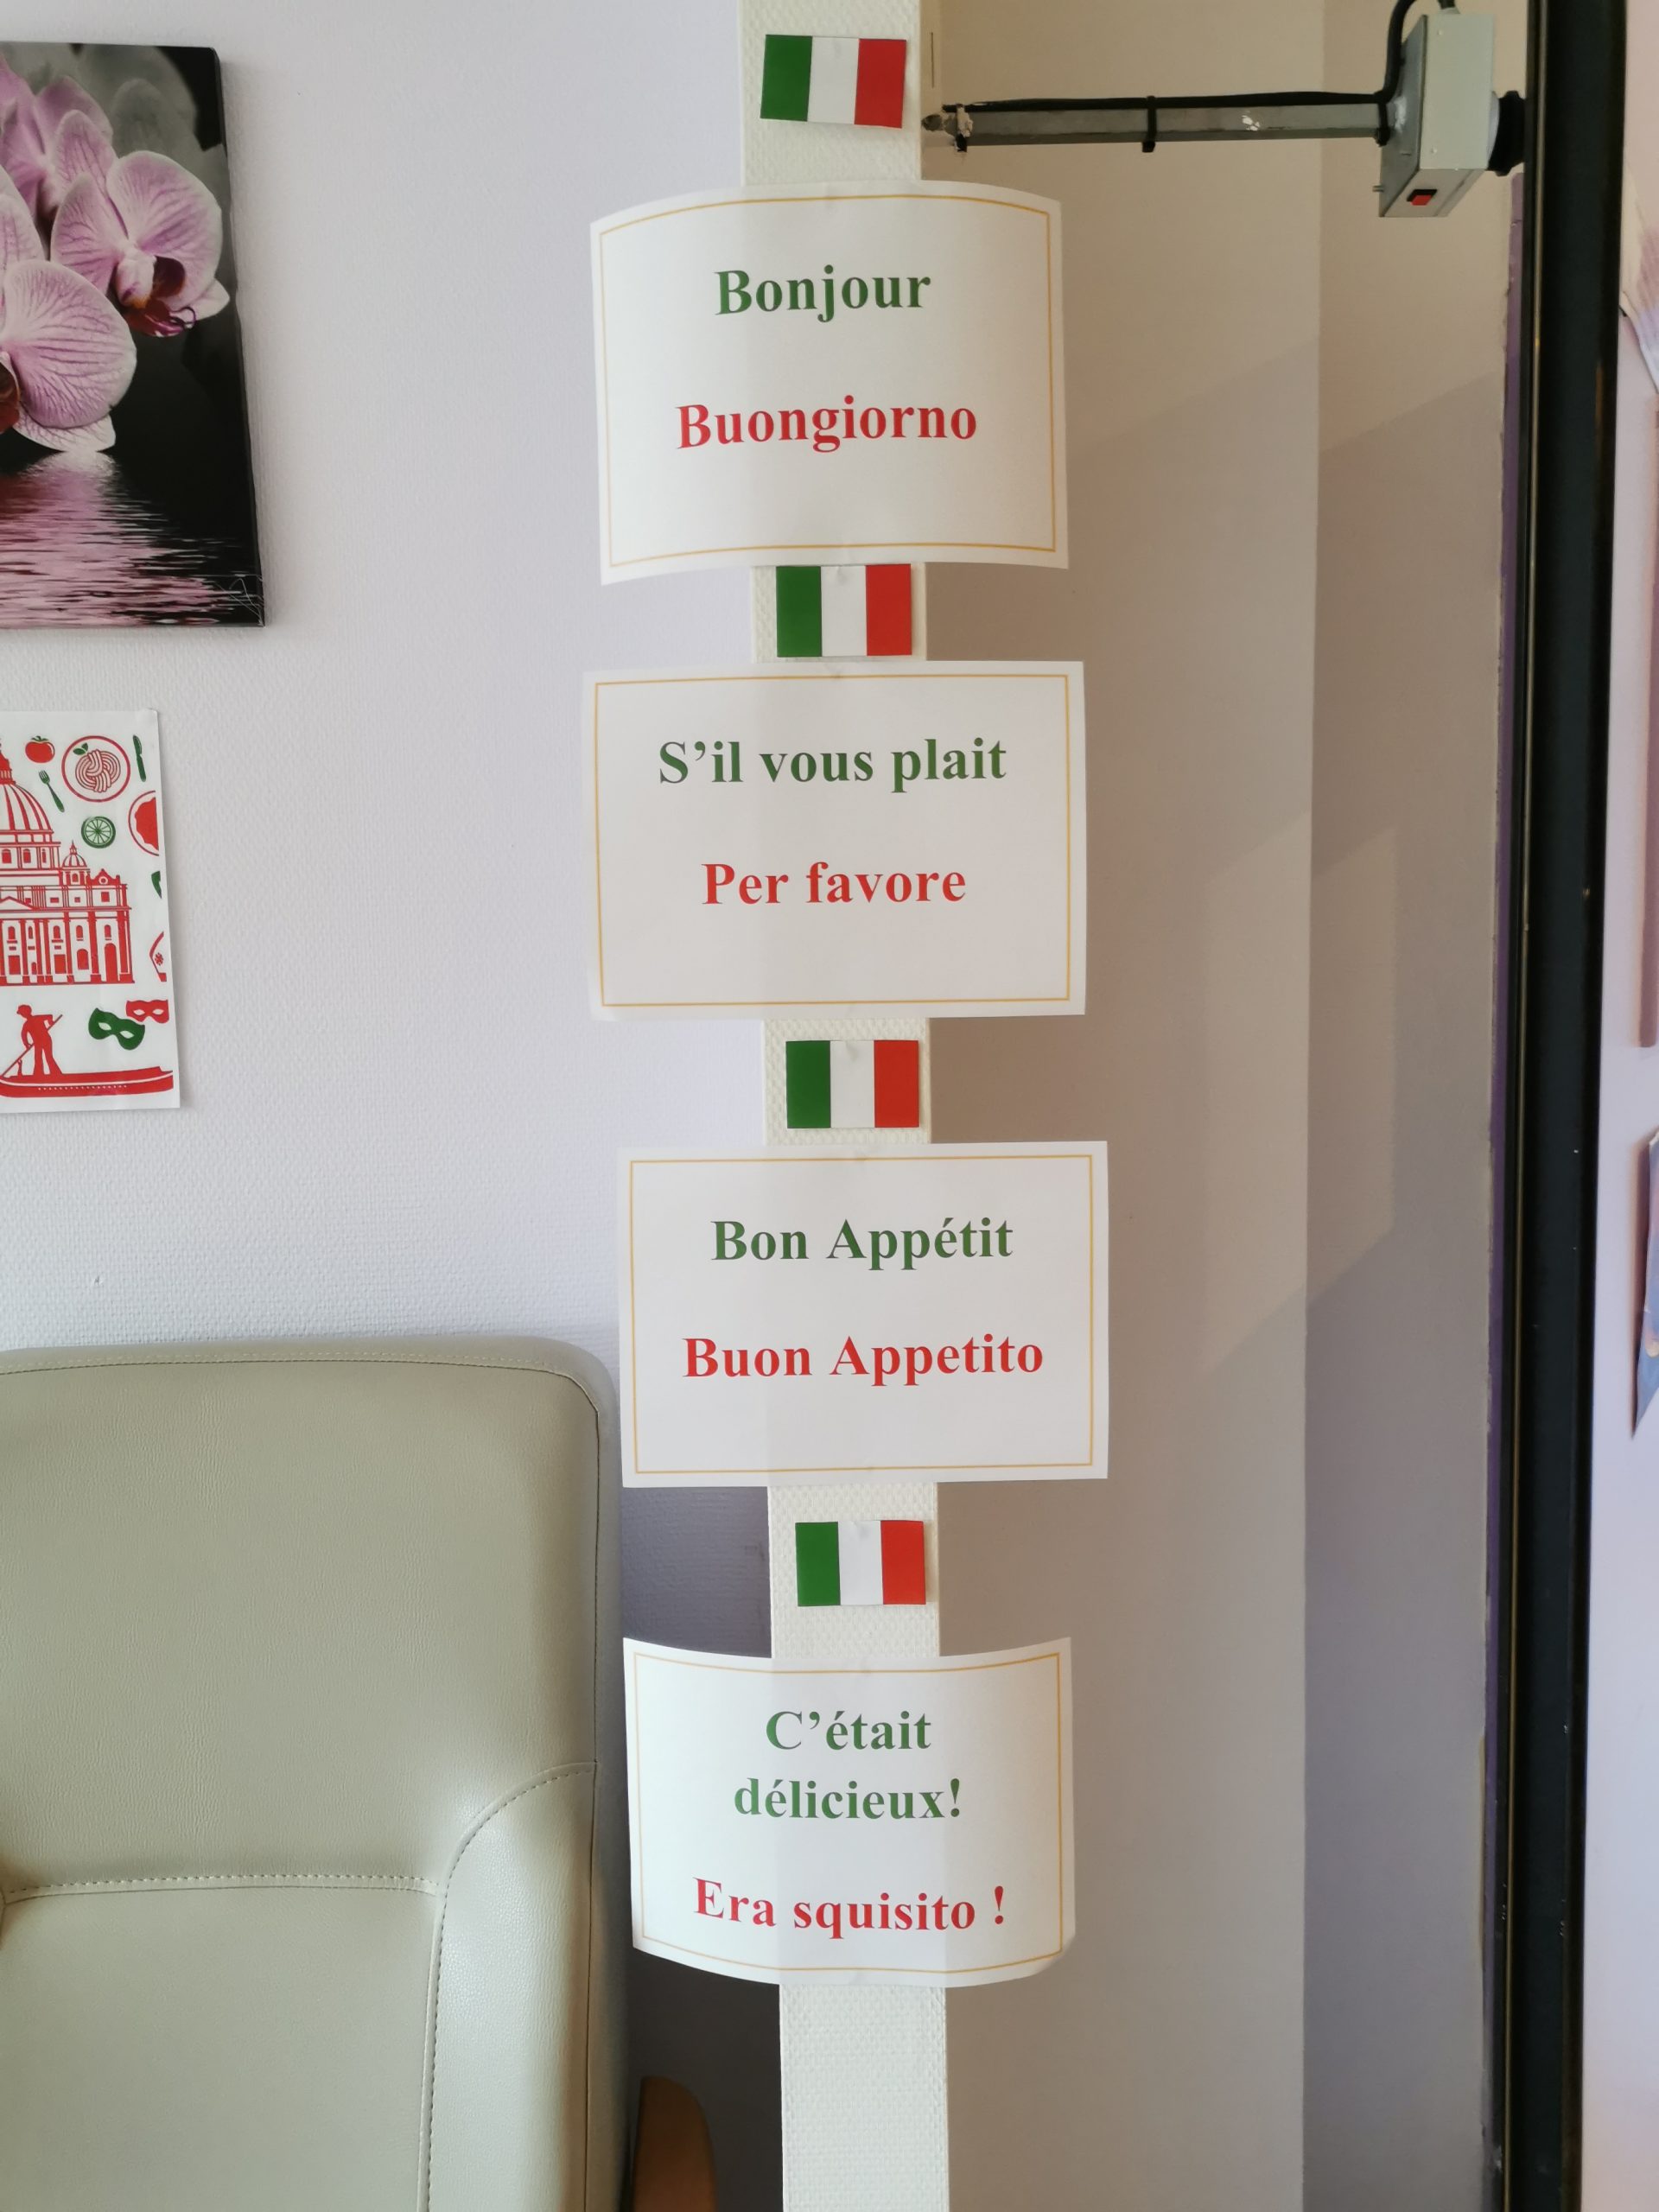 Bonjour
Buongiorno
S’il vous plait
Per favore
Bon Appétit
Buon Appetito
C’était
délicieux!
Era squisito !